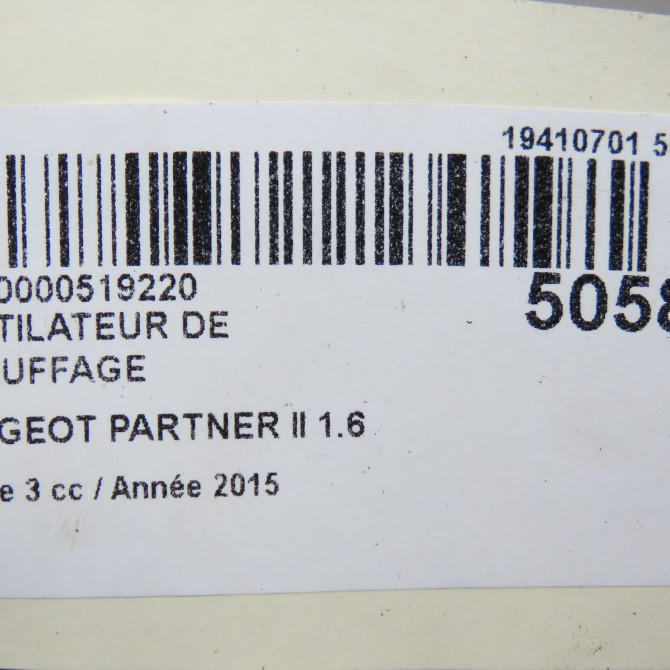 19410701 5
0000519220
5058
TILATEUR DE
UFFAGE
GEOT PARTNER II 1.6
e 3 cc / Année 2015